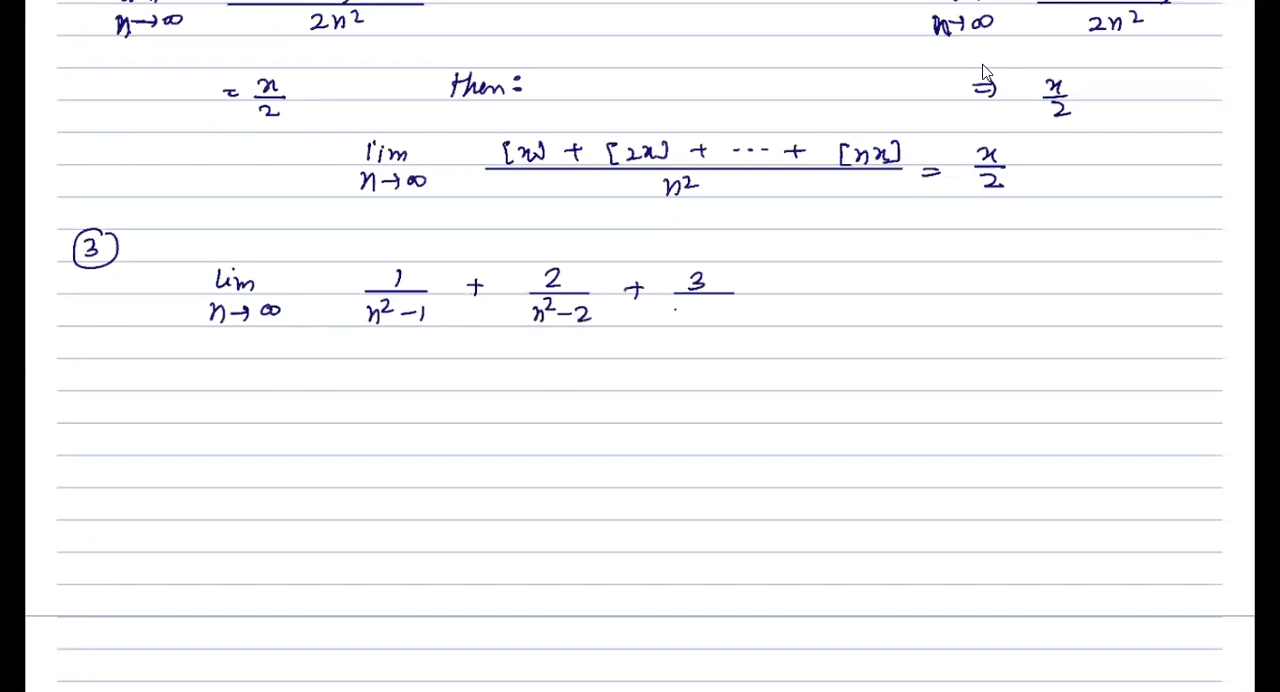 n→∞ 2n² n→∞ 2n²
= x/2 then: ⇒ x/2
lim n→∞ ([x] + [2x] + ... + [nx])/n² = x/2
③
lim n→∞ 1/(n²-1) + 2/(n²-2) + 3/